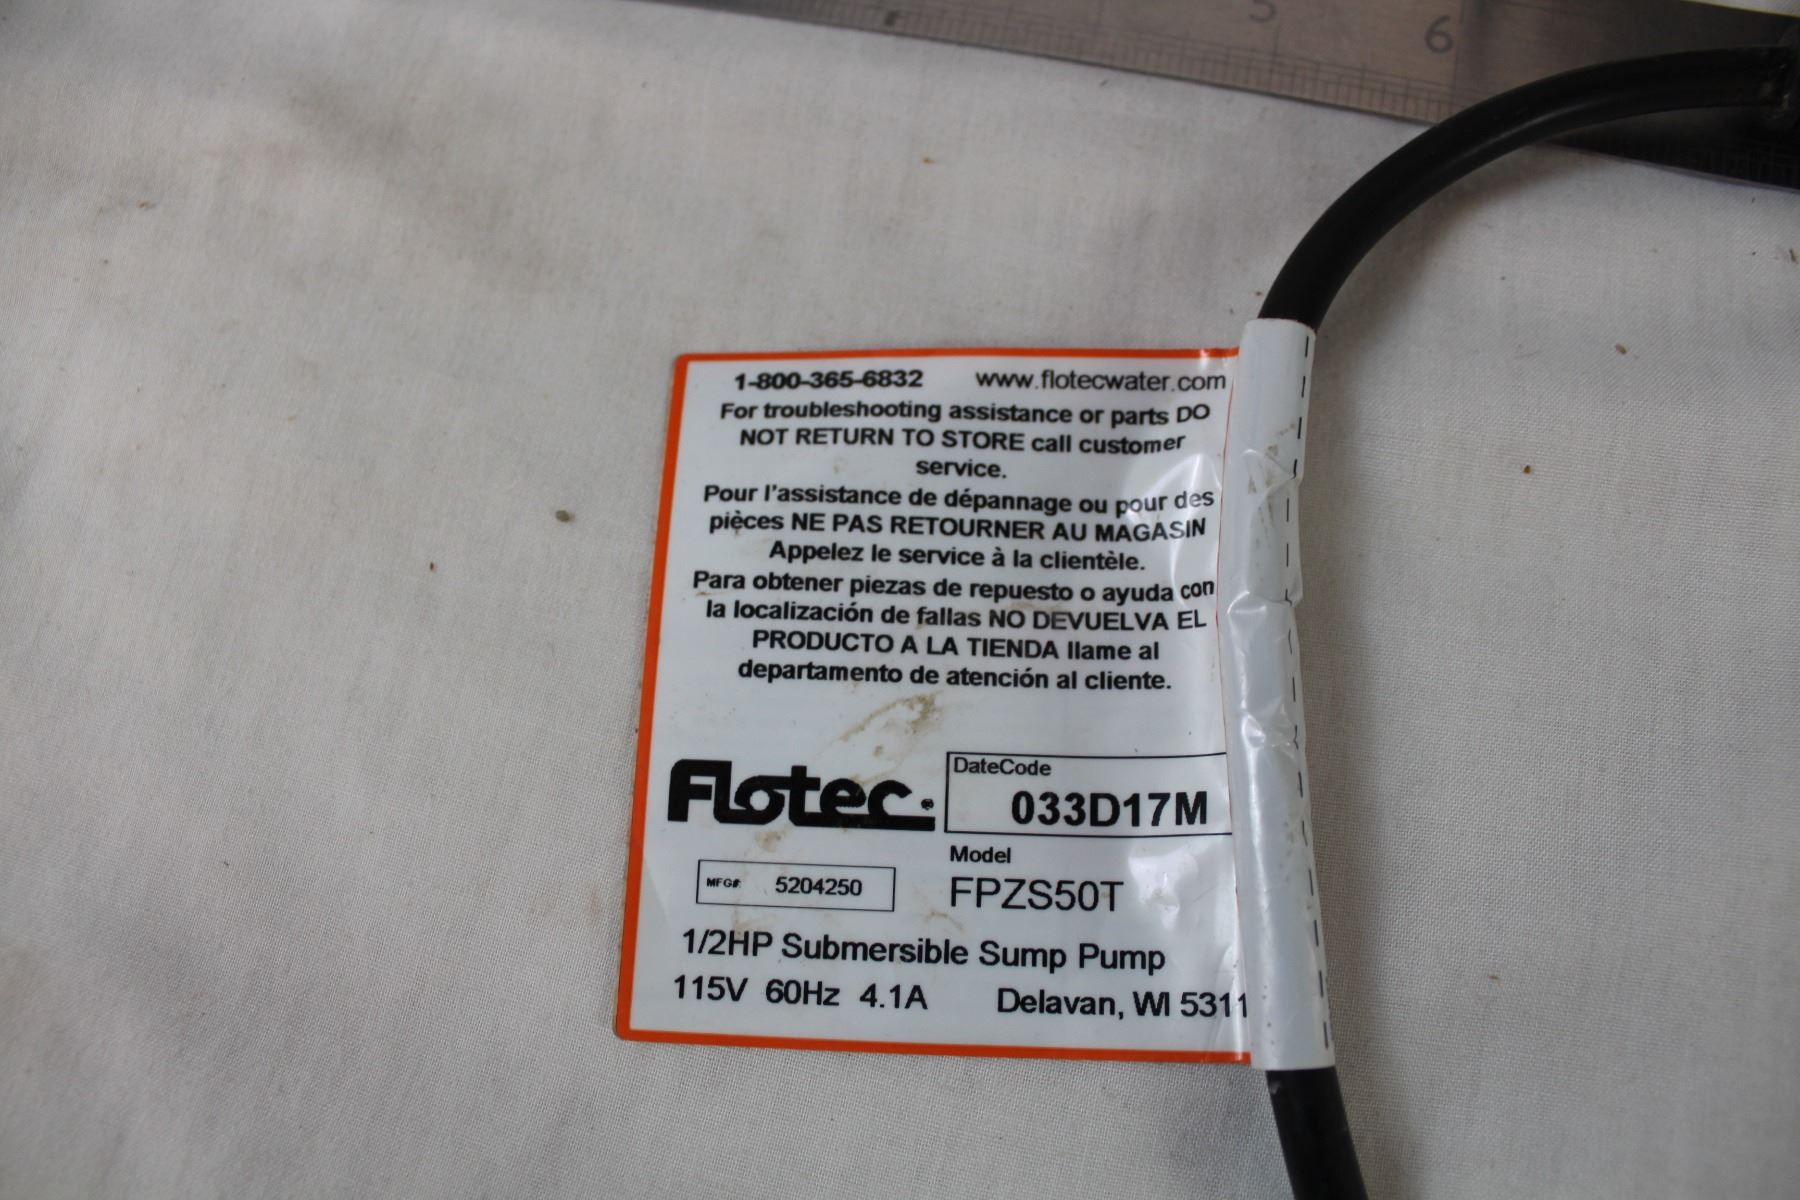 5 6
1-800-365-6832 www.flotecwater.com
For troubleshooting assistance or parts DO
NOT RETURN TO STORE call customer
service.
Pour l'assistance de dépannage ou pour des
pièces NE PAS RETOURNER AU MAGASIN
Appelez le service à la clientèle.
Para obtener piezas de repuesto o ayuda con
la localización de fallas NO DEVUELVA EL
PRODUCTO A LA TIENDA llame al
departamento de atención al cliente.
Flotec®
DateCode
033D17M
Model
MFG#: 5204250 FPZS50T
1/2HP Submersible Sump Pump
115V 60Hz 4.1A Delavan, WI 5311